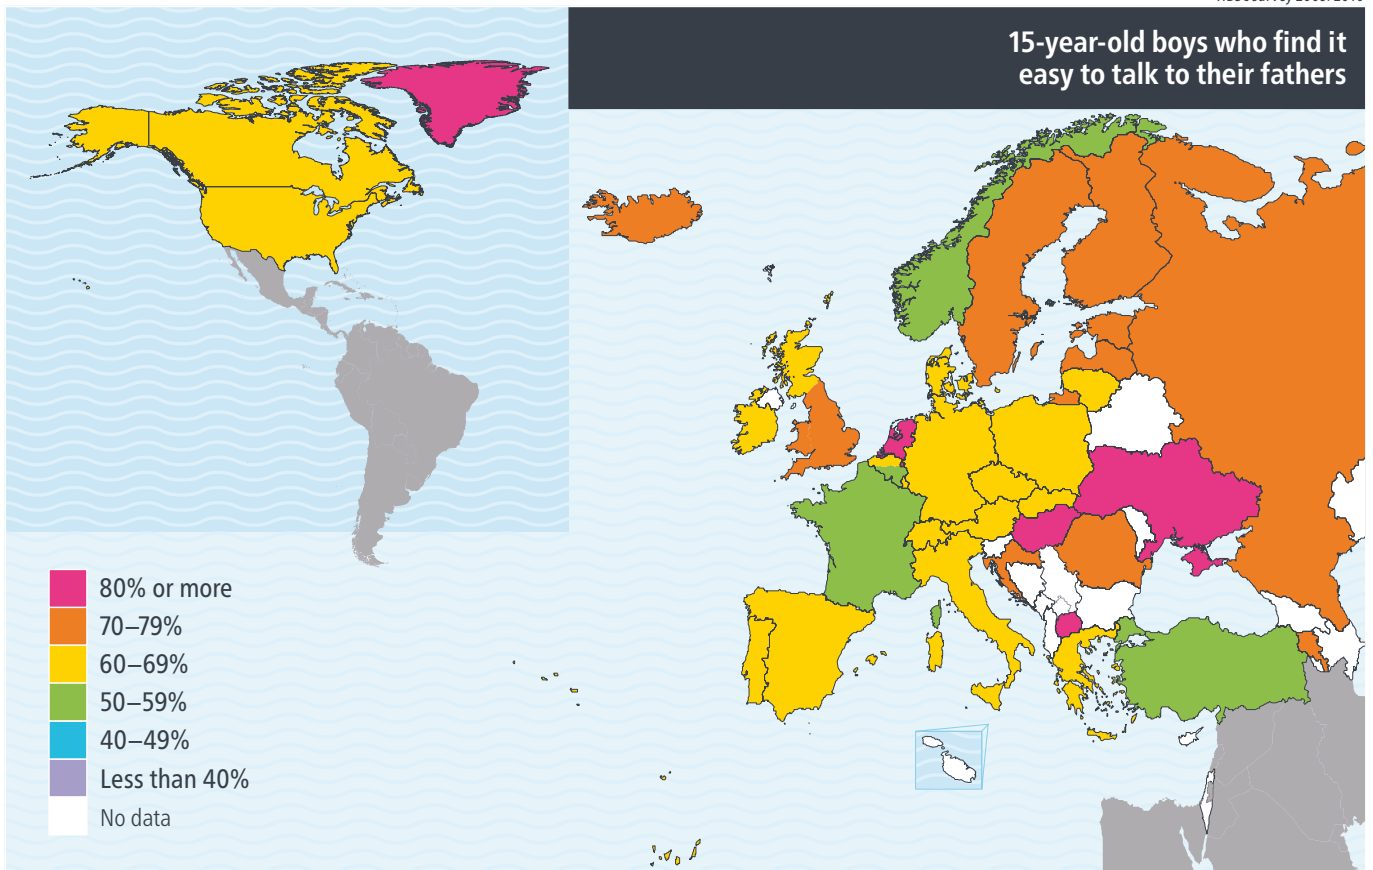 15-year-old boys who find it
easy to talk to their fathers
80% or more
70–79%
60–69%
50–59%
40–49%
Less than 40%
No data